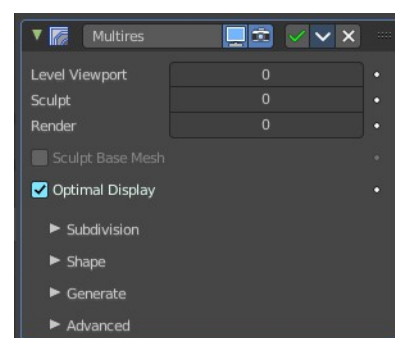 Multires
Level Viewport 0
Sculpt 0
Render 0
Sculpt Base Mesh
Optimal Display
Subdivision
Shape
Generate
Advanced